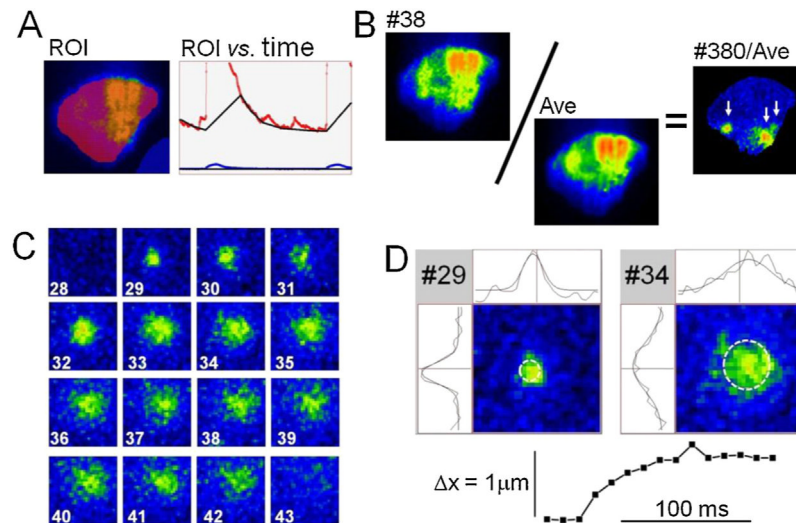 A
ROI
ROI vs. time
B
#38
Ave
=
#380/Ave
C
28
29
30
31
32
33
34
35
36
37
38
39
40
41
42
43
D
#29
#34
Δx = 1μm
100 ms